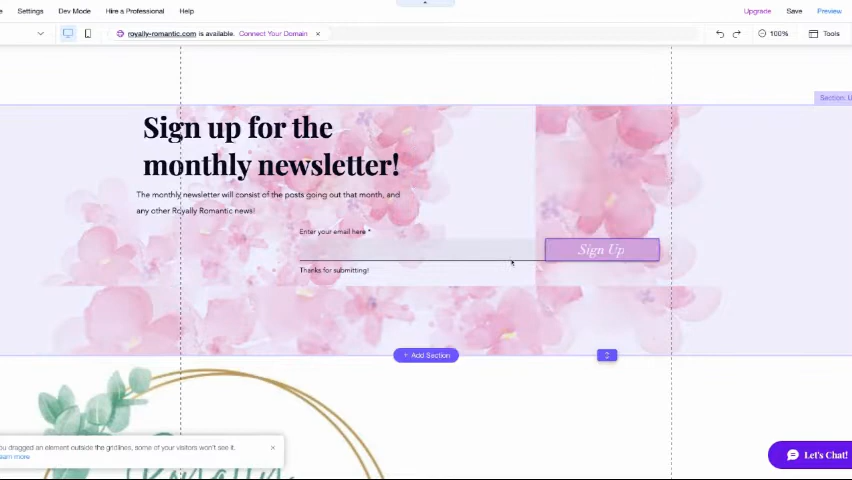 Settings Dev Mode Hire a Professional Help Upgrade Save Preview
royally-romantic.com is available. Connect Your Domain × 100% Tools
Section:
Sign up for the
monthly newsletter!
The monthly newsletter will consist of the posts going out that month, and
any other Royally Romantic news!
Enter your email here *
Sign Up
Thanks for submitting!
+ Add Section
you dragged an element outside the gridlines, some of your visitors won't see it. ×
Learn more
Let's Chat!